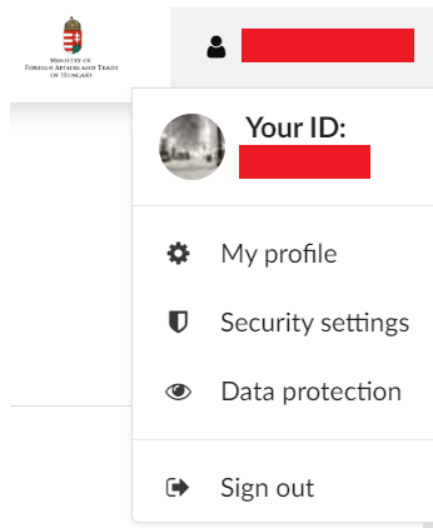 MINISTRY OF
FOREIGN AFFAIRS AND TRADE
OF HUNGARY
Your ID:
My profile
Security settings
Data protection
Sign out